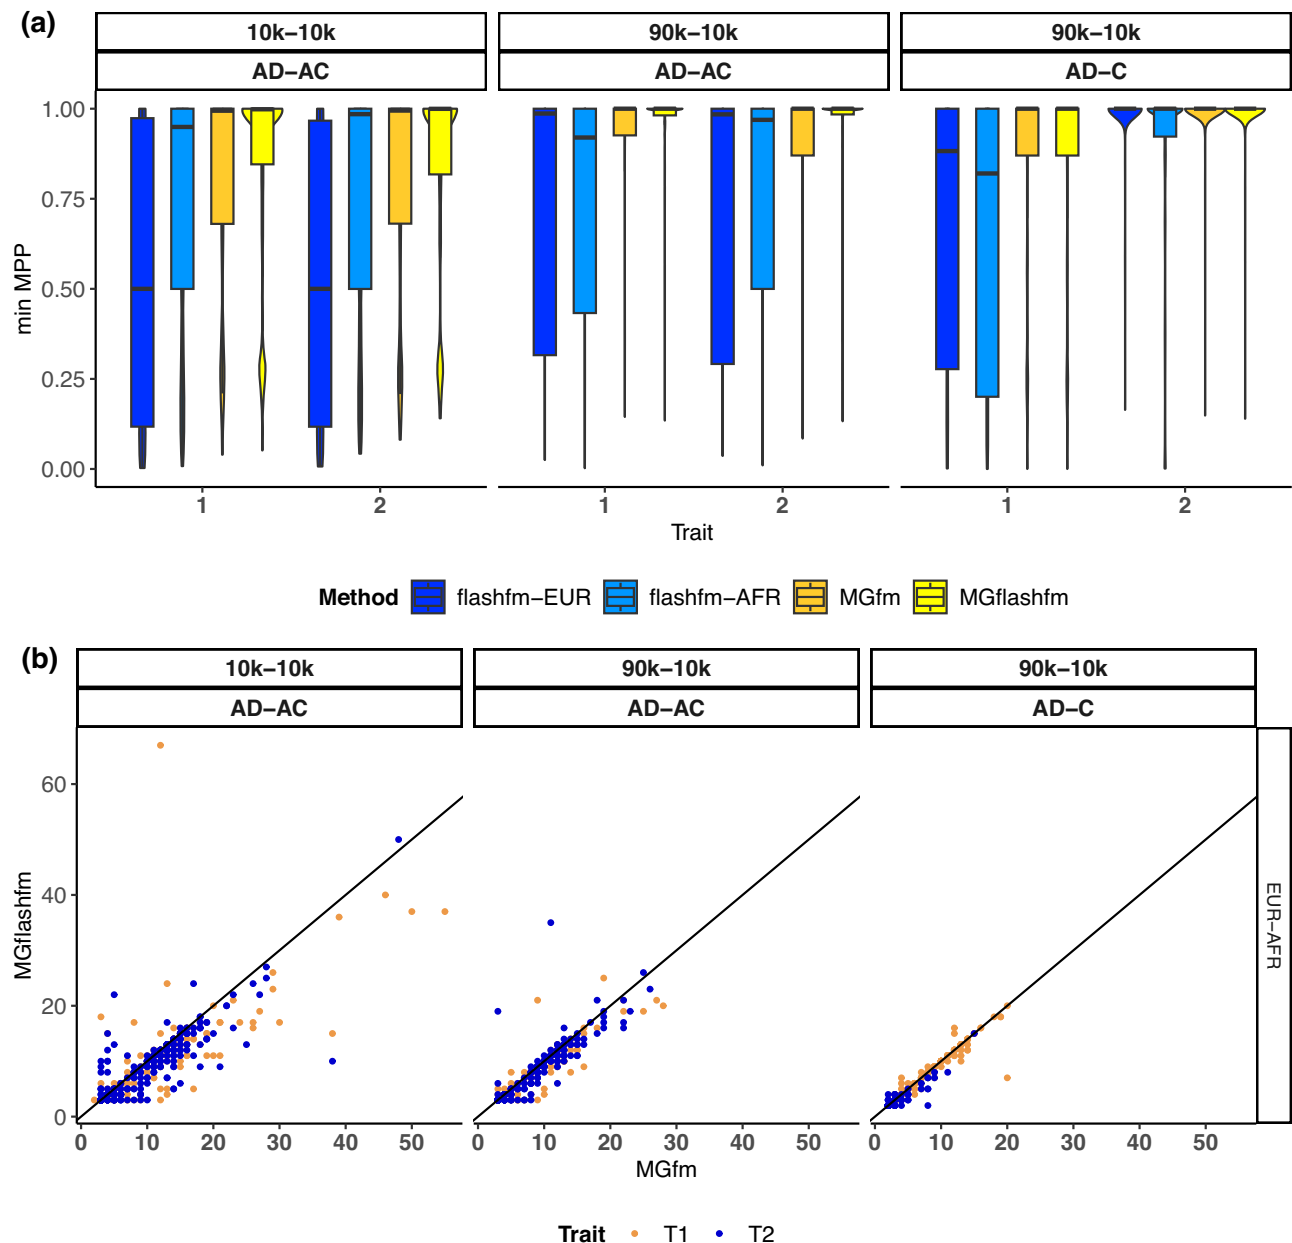 (a)
10k−10k 90k−10k 90k−10k
AD−AC AD−AC AD−C
1.00
0.75
0.50
0.25
0.00
min MPP
1 2 1 2 1 2
Trait
Method flashfm−EUR flashfm−AFR MGfm MGflashfm
(b)
10k−10k 90k−10k 90k−10k
AD−AC AD−AC AD−C
60
40
20
0
MGflashfm
EUR−AFR
0 10 20 30 40 50 0 10 20 30 40 50 0 10 20 30 40 50
MGfm
Trait T1 T2